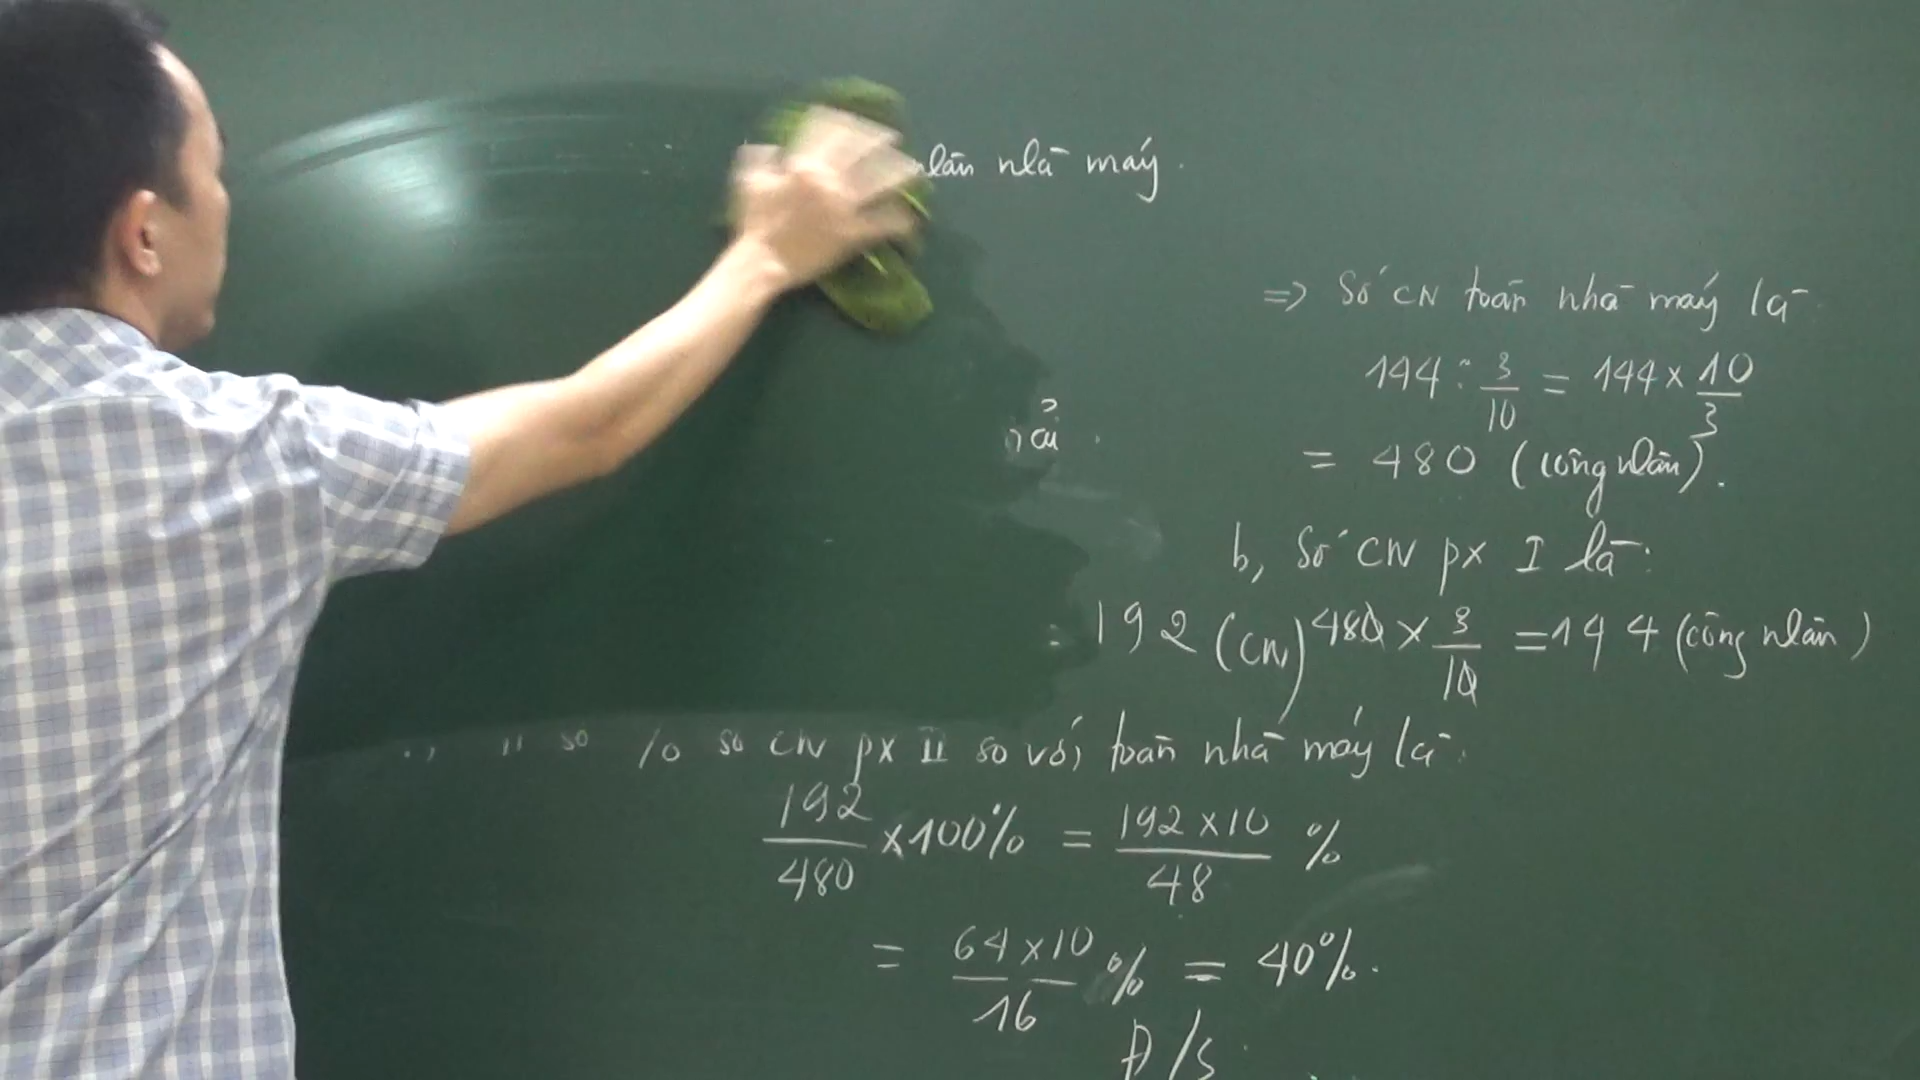 nhân nhà máy.
=> Số CN toàn nhà máy là
144 : 3/10 = 144 x 10/3
= 480 (công nhân).
b, Số CN px I là:
= 192 (CN) 480 x 3/10 = 144 (công nhân)
số % số CN px II so với toàn nhà máy là:
192/480 x 100% = 192 x 10/48 %
= 64 x 10/16 % = 40%.
Đ/S.